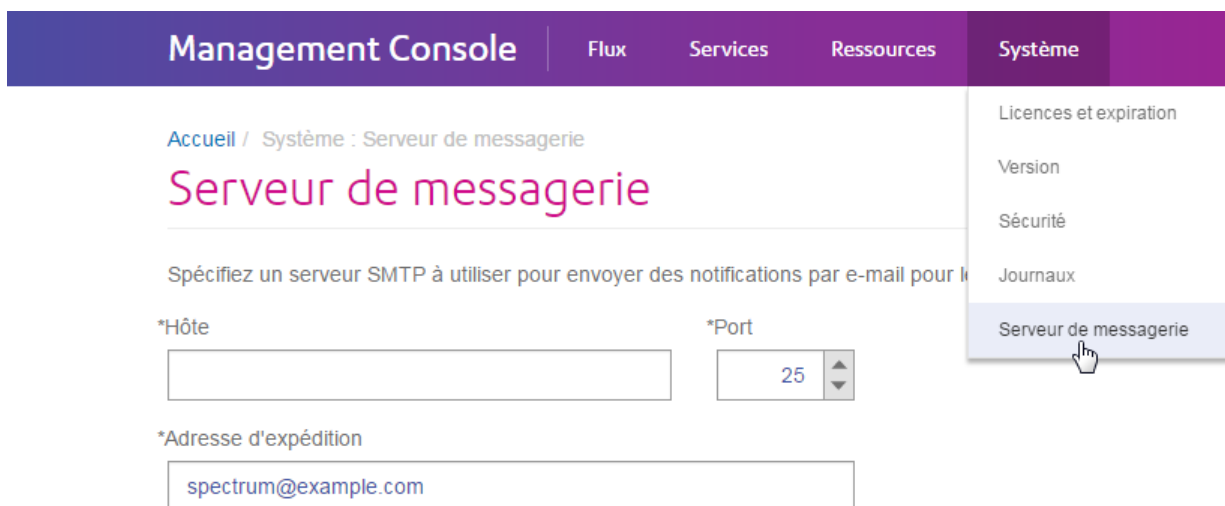 Management Console Flux Services Ressources Système
Licences et expiration
Version
Sécurité
Journaux
Serveur de messagerie
Accueil / Système : Serveur de messagerie
Serveur de messagerie
Spécifiez un serveur SMTP à utiliser pour envoyer des notifications par e-mail pour
*Hôte *Port
25
*Adresse d'expédition
spectrum@example.com